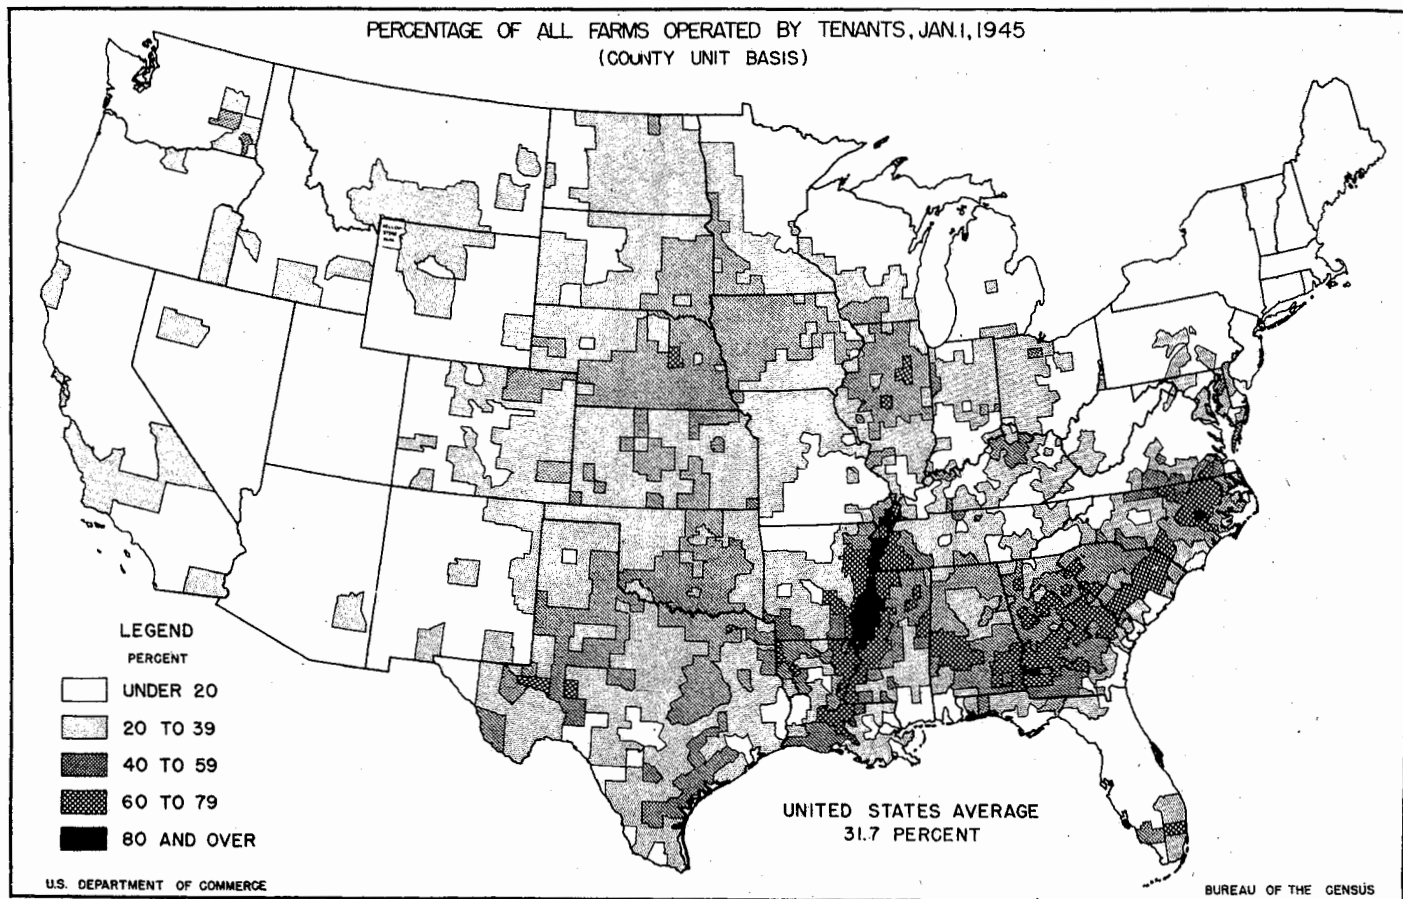 PERCENTAGE OF ALL FARMS OPERATED BY TENANTS, JAN.1, 1945
(COUNTY UNIT BASIS)
LEGEND
PERCENT
UNDER 20
20 TO 39
40 TO 59
60 TO 79
80 AND OVER
UNITED STATES AVERAGE
31.7 PERCENT
U.S. DEPARTMENT OF COMMERCE
BUREAU OF THE CENSUS